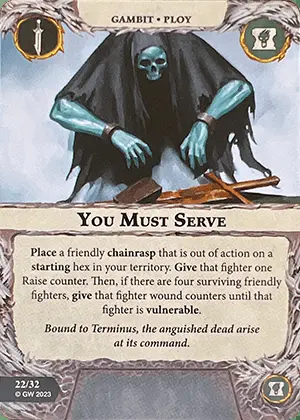 GAMBIT • PLOY
YOU MUST SERVE
Place a friendly chainrasp that is out of action on a
starting hex in your territory. Give that fighter one
Raise counter. Then, if there are four surviving friendly
fighters, give that fighter wound counters until that
fighter is vulnerable.
Bound to Terminus, the anguished dead arise
at its command.
22/32
© GW 2023